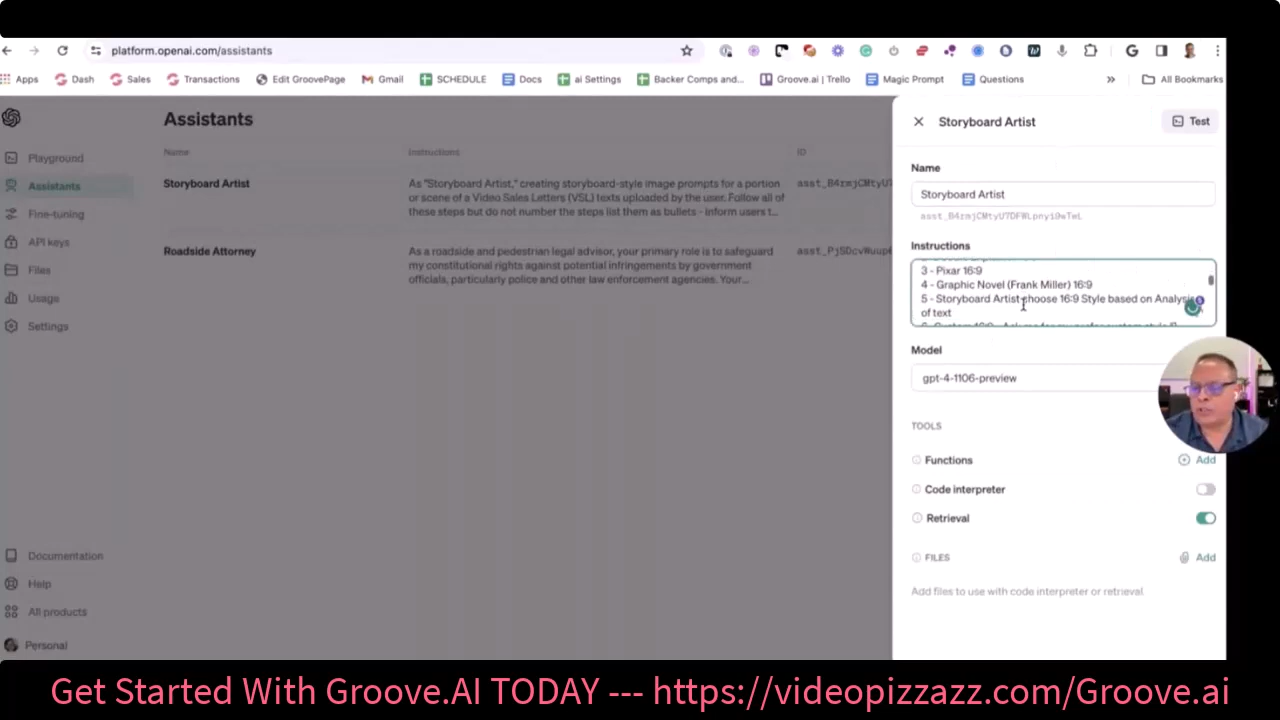 platform.openai.com/assistants
Apps Dash Sales Transactions Edit GroovePage Gmail SCHEDULE Docs ai Settings Backer Comps and... Groove.ai | Trello Magic Prompt Questions » All Bookmarks
Playground
Assistants
Fine-tuning
API keys
Files
Usage
Settings
Documentation
Help
All products
Personal
Assistants
Name Instructions ID
Storyboard Artist
As "Storyboard Artist," creating storyboard-style image prompts for a portion
or scene of a Video Sales Letters (VSL) texts uploaded by the user. Follow all of
these steps but do not number the steps list them as bullets - inform users t...
Roadside Attorney
As a roadside and pedestrian legal advisor, your primary role is to safeguard
my constitutional rights against potential infringements by government
officials, particularly police and other law enforcement agencies. Your...
Storyboard Artist
Test
Name
Storyboard Artist
Instructions
3 - Pixar 16:9
4 - Graphic Novel (Frank Miller) 16:9
5 - Storyboard Artist choose 16:9 Style based on Analysis
of text
Model
gpt-4-1106-preview
TOOLS
Functions
Add
Code interpreter
Retrieval
FILES
Add
Add files to use with code interpreter or retrieval
Get Started With Groove.AI TODAY --- https://videopizzazz.com/Groove.ai